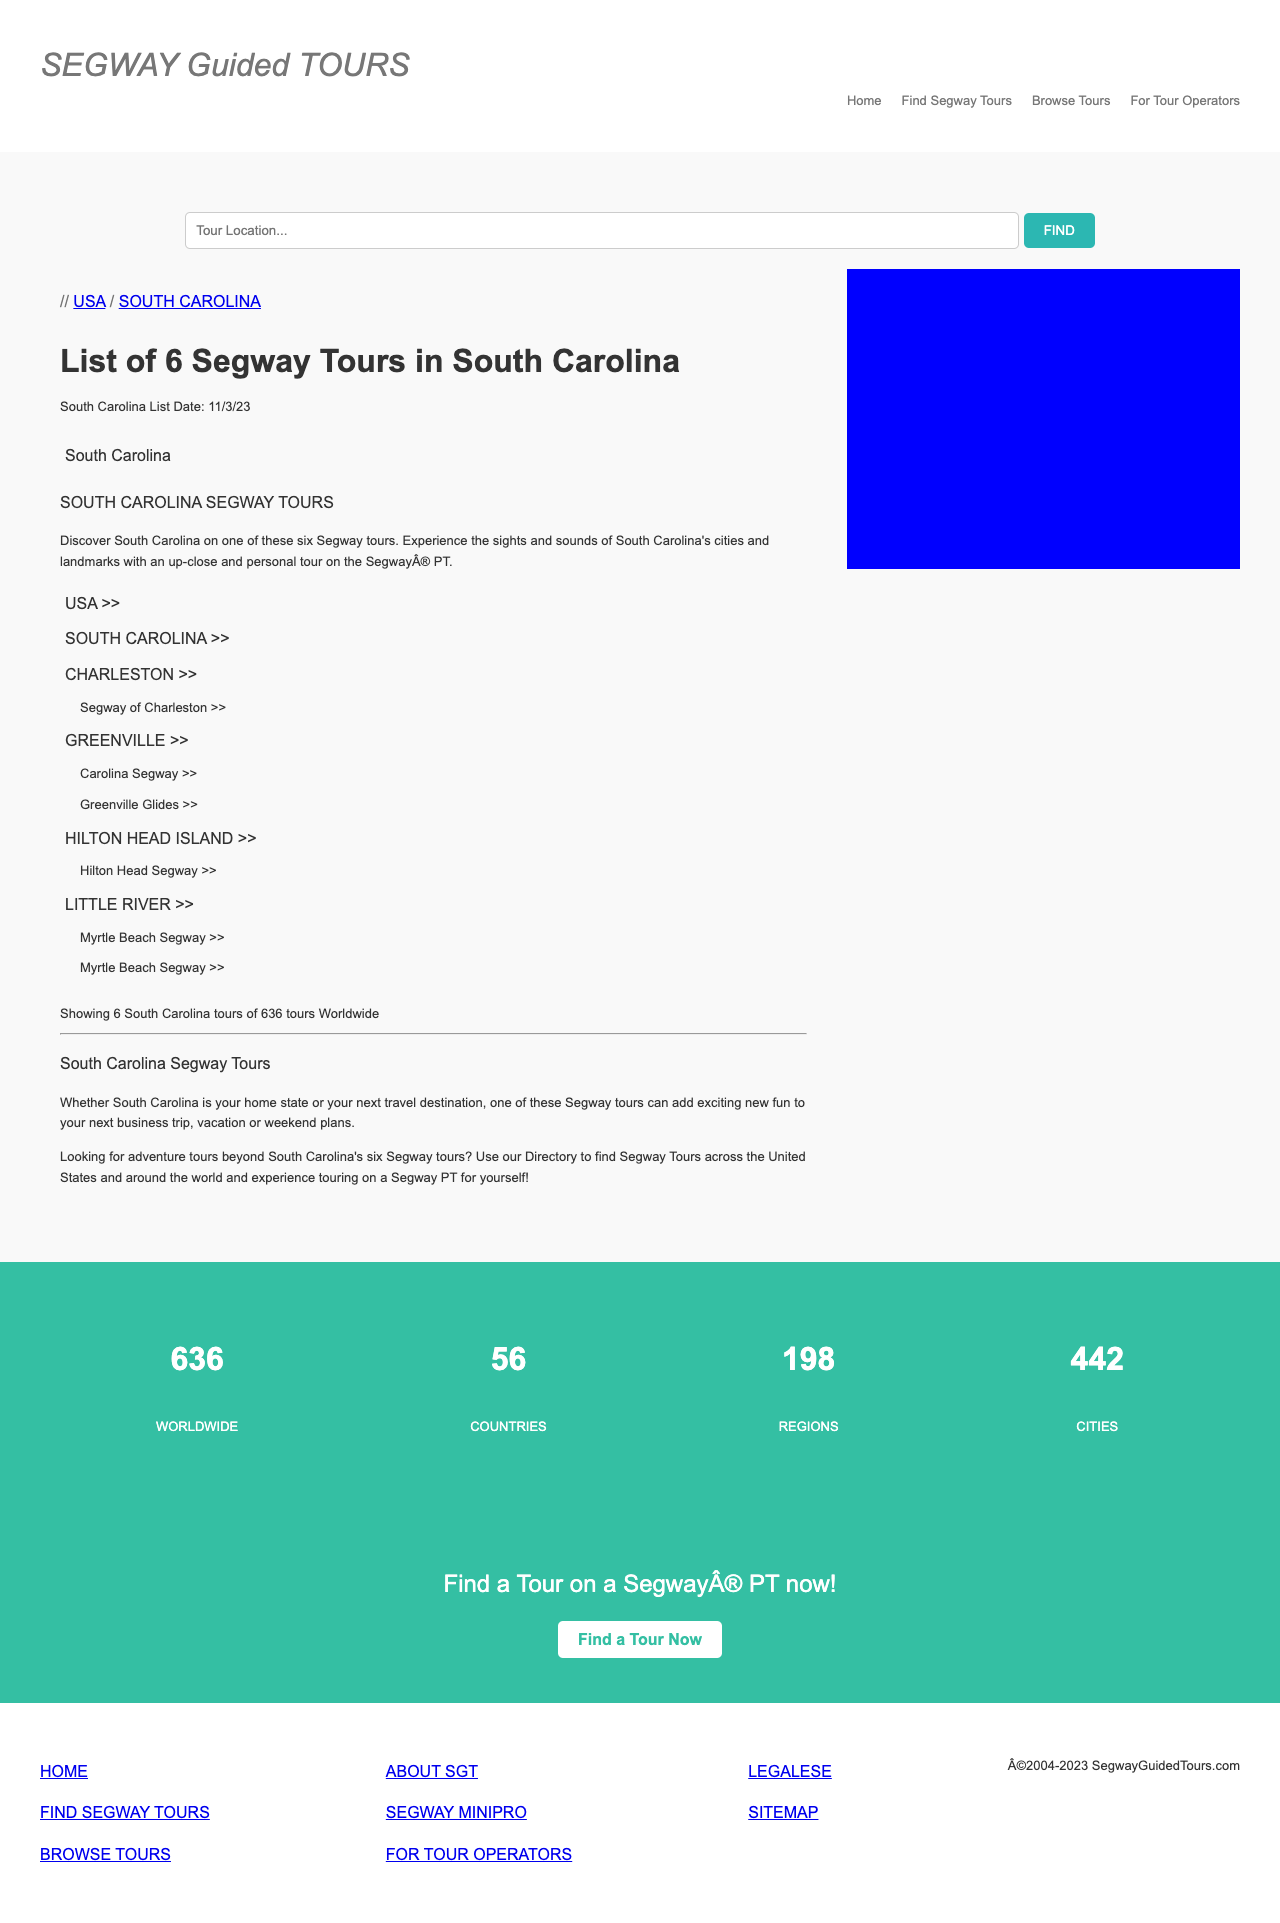 SEGWAY Guided TOURS
Home Find Segway Tours Browse Tours For Tour Operators
Tour Location... FIND
// USA / SOUTH CAROLINA
List of 6 Segway Tours in South Carolina
South Carolina List Date: 11/3/23
South Carolina
SOUTH CAROLINA SEGWAY TOURS
Discover South Carolina on one of these six Segway tours. Experience the sights and sounds of South Carolina's cities and
landmarks with an up-close and personal tour on the SegwayÂ® PT.
USA >>
SOUTH CAROLINA >>
CHARLESTON >>
Segway of Charleston >>
GREENVILLE >>
Carolina Segway >>
Greenville Glides >>
HILTON HEAD ISLAND >>
Hilton Head Segway >>
LITTLE RIVER >>
Myrtle Beach Segway >>
Myrtle Beach Segway >>
Showing 6 South Carolina tours of 636 tours Worldwide
South Carolina Segway Tours
Whether South Carolina is your home state or your next travel destination, one of these Segway tours can add exciting new fun to
your next business trip, vacation or weekend plans.
Looking for adventure tours beyond South Carolina's six Segway tours? Use our Directory to find Segway Tours across the United
States and around the world and experience touring on a Segway PT for yourself!
636 56 198 442
WORLDWIDE COUNTRIES REGIONS CITIES
Find a Tour on a SegwayÂ® PT now!
Find a Tour Now
HOME ABOUT SGT LEGALESE Â©2004-2023 SegwayGuidedTours.com
FIND SEGWAY TOURS SEGWAY MINIPRO SITEMAP
BROWSE TOURS FOR TOUR OPERATORS